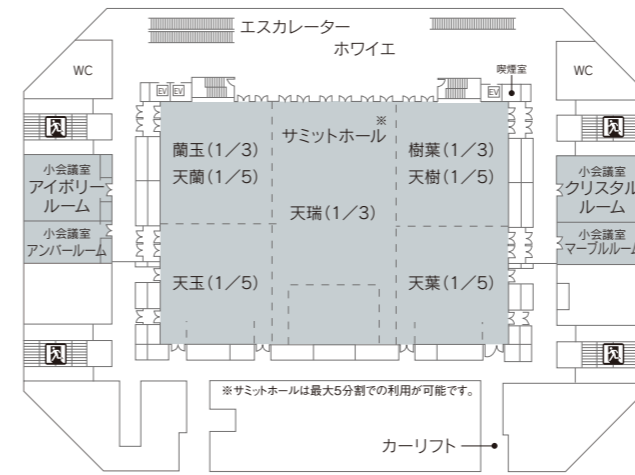 エスカレーター
ホワイエ
WC
EV
EV
EV
喫煙室
WC
※
サミットホール
蘭玉(1／3)
天蘭(1／5)
樹葉(1／3)
天樹(1／5)
天瑞(1／3)
天玉(1／5)
天葉(1／5)
小会議室
アイボリー
ルーム
小会議室
アンバールーム
小会議室
クリスタル
ルーム
小会議室
マーブルルーム
※サミットホールは最大5分割での利用が可能です。
カーリフト